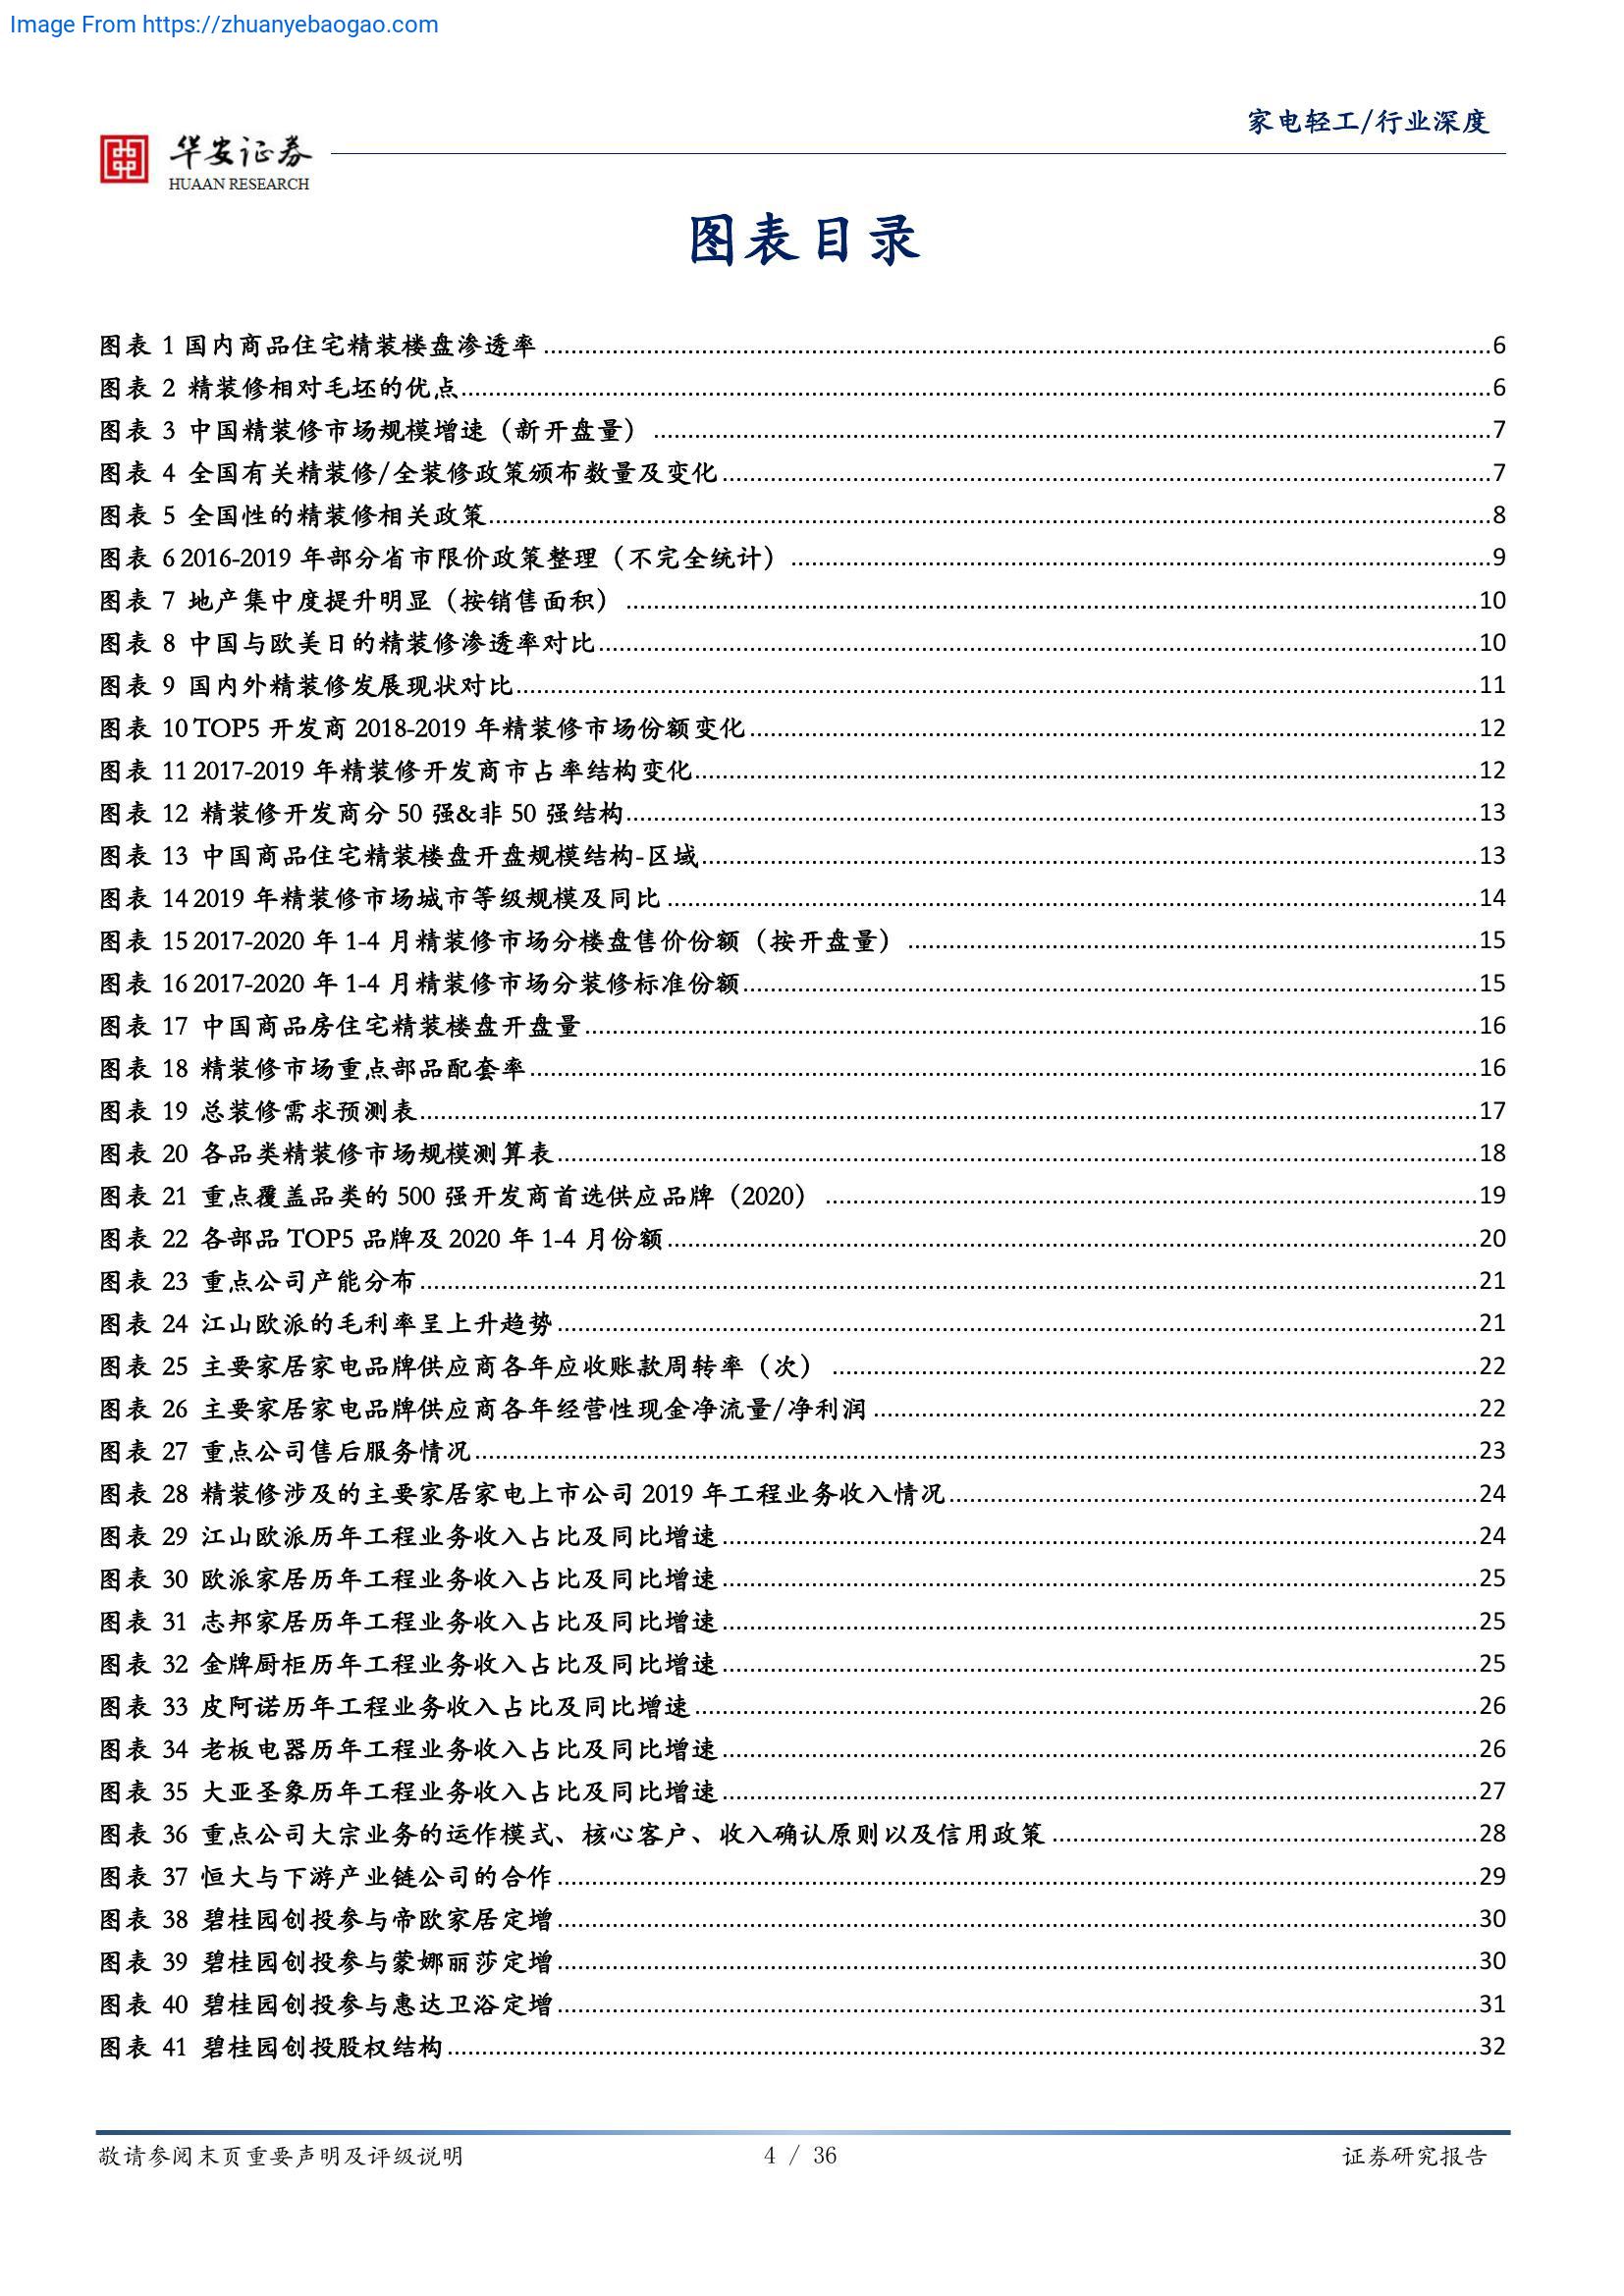 Image From https://zhuanyebaogao.com
家电轻工/行业深度
华安证券
HUAAN RESEARCH
图表目录
图表 1 国内商品住宅精装楼盘渗透率 ........ 6
图表 2 精装修相对毛坯的优点 ........ 6
图表 3 中国精装修市场规模增速（新开盘量） ........ 7
图表 4 全国有关精装修/全装修政策颁布数量及变化 ........ 7
图表 5 全国性的精装修相关政策 ........ 8
图表 6 2016-2019 年部分省市限价政策整理（不完全统计） ........ 9
图表 7 地产集中度提升明显（按销售面积） ........ 10
图表 8 中国与欧美日的精装修渗透率对比 ........ 10
图表 9 国内外精装修发展现状对比 ........ 11
图表 10 TOP5 开发商 2018-2019 年精装修市场份额变化 ........ 12
图表 11 2017-2019 年精装修开发商市占率结构变化 ........ 12
图表 12 精装修开发商分 50 强&非 50 强结构 ........ 13
图表 13 中国商品住宅精装楼盘开盘规模结构-区域 ........ 13
图表 14 2019 年精装修市场城市等级规模及同比 ........ 14
图表 15 2017-2020 年 1-4 月精装修市场分楼盘售价份额（按开盘量） ........ 15
图表 16 2017-2020 年 1-4 月精装修市场分装修标准份额 ........ 15
图表 17 中国商品房住宅精装楼盘开盘量 ........ 16
图表 18 精装修市场重点部品配套率 ........ 16
图表 19 总装修需求预测表 ........ 17
图表 20 各品类精装修市场规模测算表 ........ 18
图表 21 重点覆盖品类的 500 强开发商首选供应品牌（2020） ........ 19
图表 22 各部品 TOP5 品牌及 2020 年 1-4 月份额 ........ 20
图表 23 重点公司产能分布 ........ 21
图表 24 江山欧派的毛利率呈上升趋势 ........ 21
图表 25 主要家居家电品牌供应商各年应收账款周转率（次） ........ 22
图表 26 主要家居家电品牌供应商各年经营性现金净流量/净利润 ........ 22
图表 27 重点公司售后服务情况 ........ 23
图表 28 精装修涉及的主要家居家电上市公司 2019 年工程业务收入情况 ........ 24
图表 29 江山欧派历年工程业务收入占比及同比增速 ........ 24
图表 30 欧派家居历年工程业务收入占比及同比增速 ........ 25
图表 31 志邦家居历年工程业务收入占比及同比增速 ........ 25
图表 32 金牌厨柜历年工程业务收入占比及同比增速 ........ 25
图表 33 皮阿诺历年工程业务收入占比及同比增速 ........ 26
图表 34 老板电器历年工程业务收入占比及同比增速 ........ 26
图表 35 大亚圣象历年工程业务收入占比及同比增速 ........ 27
图表 36 重点公司大宗业务的运作模式、核心客户、收入确认原则以及信用政策 ........ 28
图表 37 恒大与下游产业链公司的合作 ........ 29
图表 38 碧桂园创投参与帝欧家居定增 ........ 30
图表 39 碧桂园创投参与蒙娜丽莎定增 ........ 30
图表 40 碧桂园创投参与惠达卫浴定增 ........ 31
图表 41 碧桂园创投股权结构 ........ 32
敬请参阅末页重要声明及评级说明
4 / 36
证券研究报告